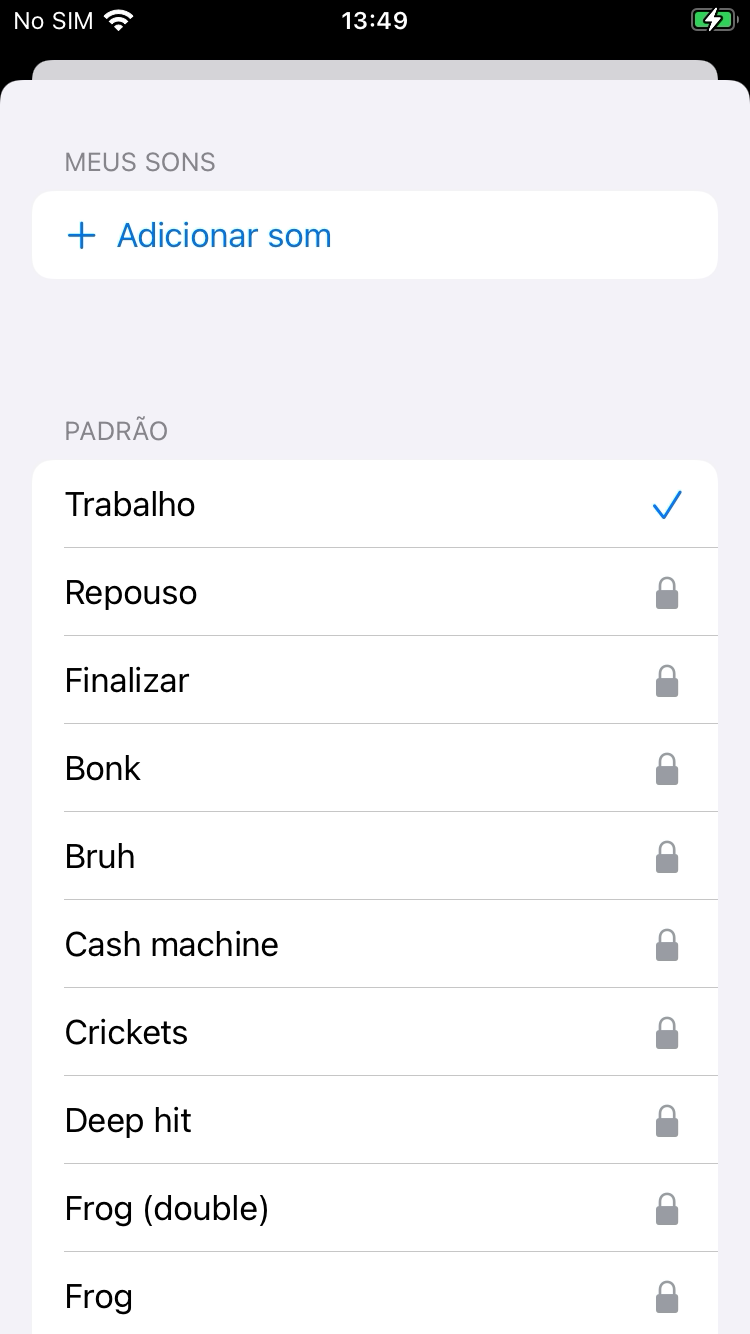 No SIM 13:49
MEUS SONS
+ Adicionar som
PADRÃO
Trabalho
Repouso
Finalizar
Bonk
Bruh
Cash machine
Crickets
Deep hit
Frog (double)
Frog